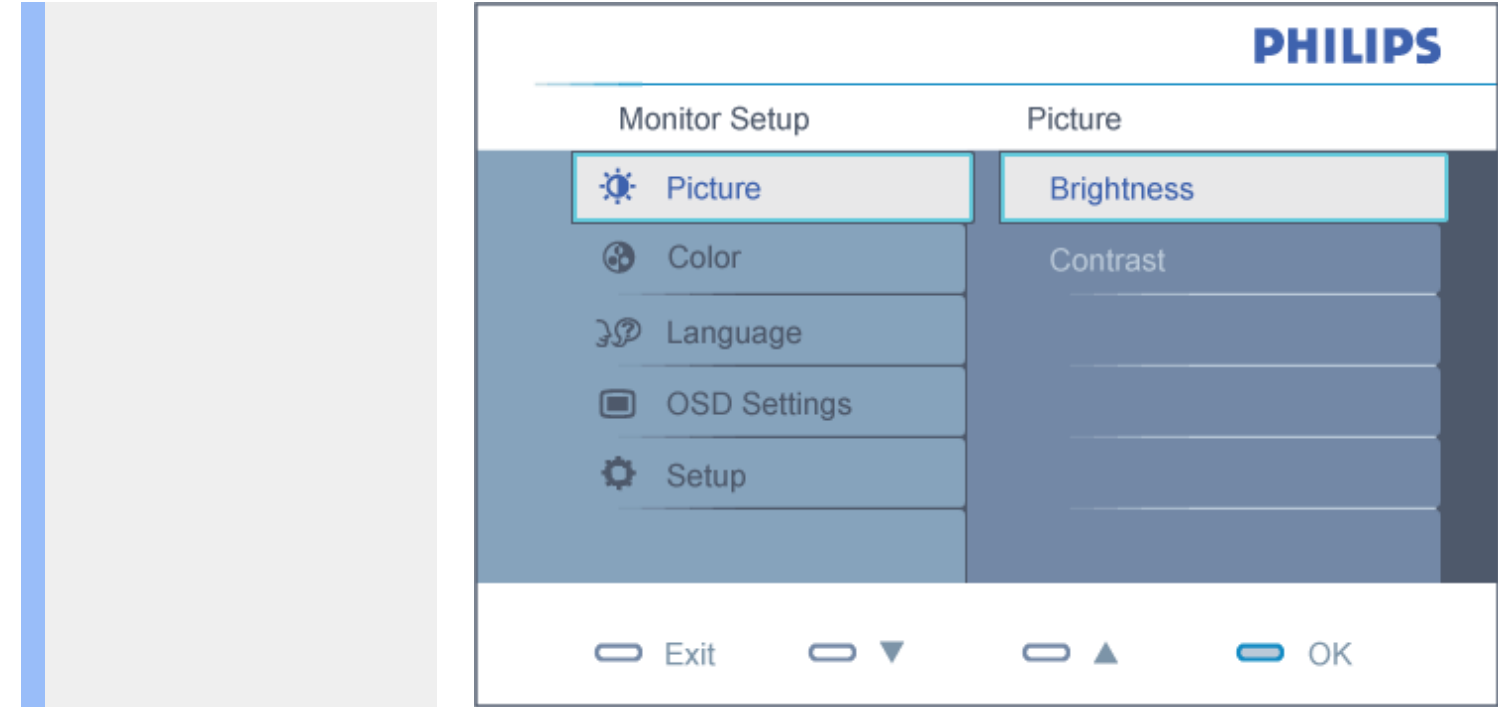 PHILIPS
Monitor Setup Picture
Picture Brightness
Color Contrast
Language
OSD Settings
Setup
Exit ▼ ▲ OK